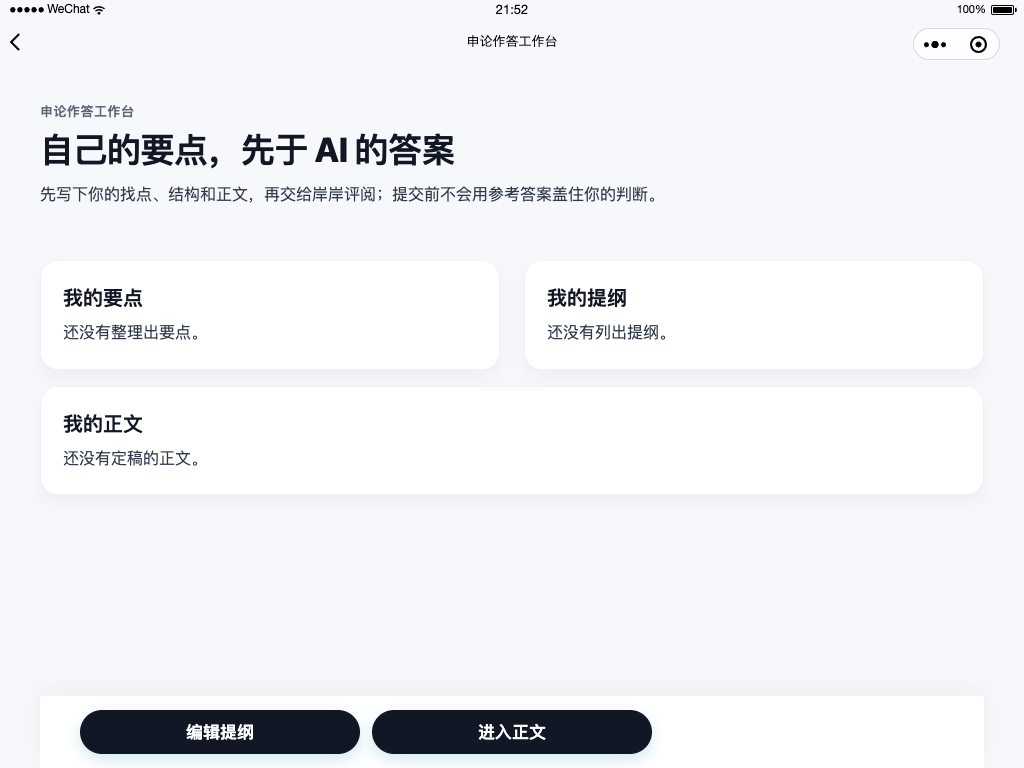 WeChat 21:52 100%
申论作答工作台
申论作答工作台
自己的要点，先于 AI 的答案
先写下你的找点、结构和正文，再交给岸岸评阅；提交前不会用参考答案盖住你的判断。
我的要点
还没有整理出要点。
我的提纲
还没有列出提纲。
我的正文
还没有定稿的正文。
编辑提纲
进入正文